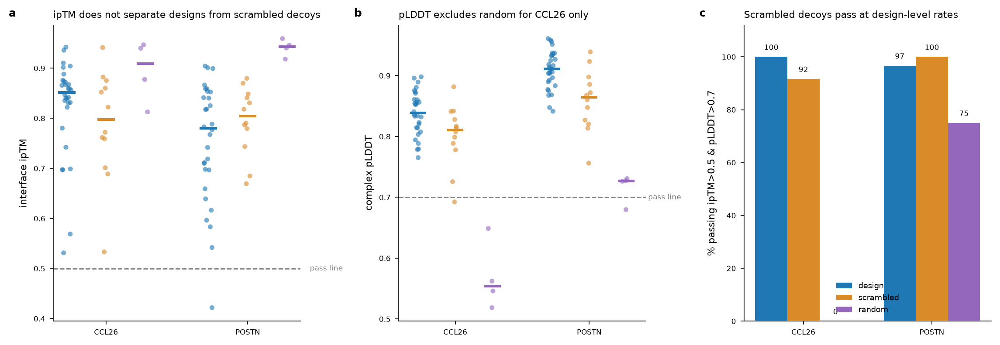 a
ipTM does not separate designs from scrambled decoys
interface ipTM
0.9
0.8
0.7
0.6
0.5
0.4
pass line
CCL26
POSTN
b
pLDDT excludes random for CCL26 only
complex pLDDT
0.9
0.8
0.7
0.6
0.5
pass line
CCL26
POSTN
c
Scrambled decoys pass at design-level rates
% passing ipTM>0.5 & pLDDT>0.7
100
80
60
40
20
0
100
92
0
97
100
75
design
scrambled
random
CCL26
POSTN